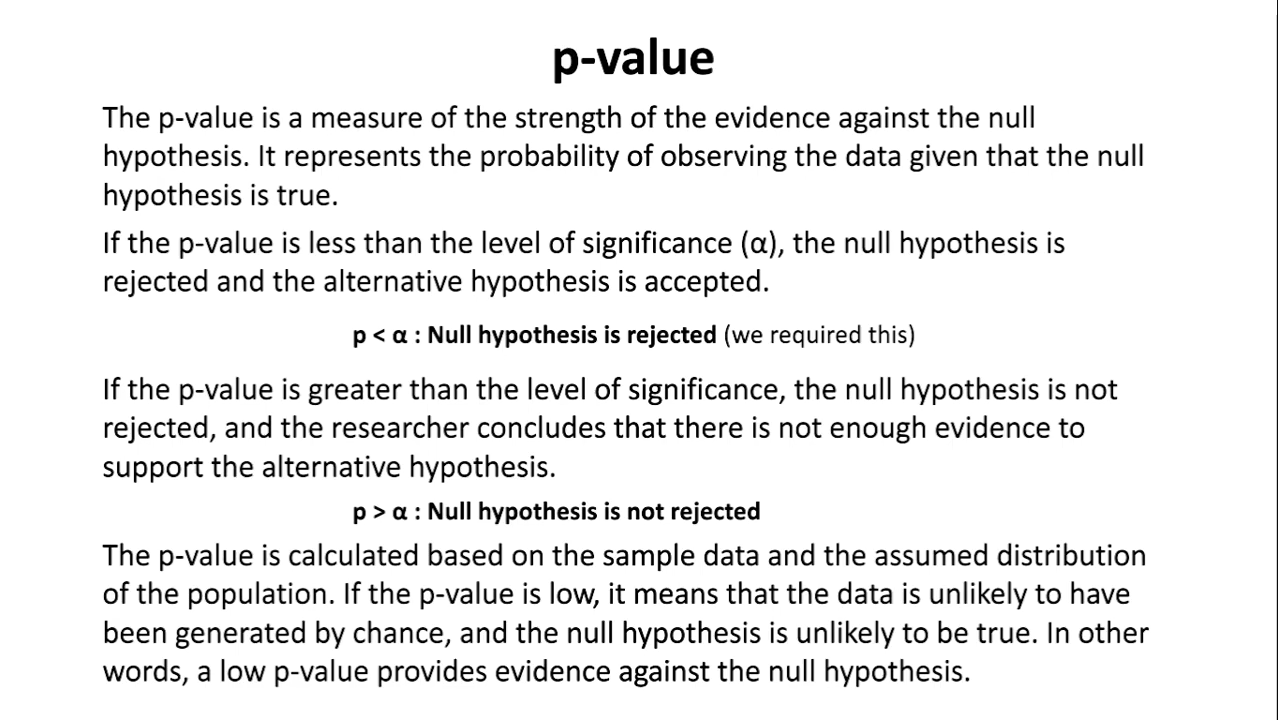 p-value
The p-value is a measure of the strength of the evidence against the null
hypothesis. It represents the probability of observing the data given that the null
hypothesis is true.
If the p-value is less than the level of significance (α), the null hypothesis is
rejected and the alternative hypothesis is accepted.
p < α : Null hypothesis is rejected (we required this)
If the p-value is greater than the level of significance, the null hypothesis is not
rejected, and the researcher concludes that there is not enough evidence to
support the alternative hypothesis.
p > α : Null hypothesis is not rejected
The p-value is calculated based on the sample data and the assumed distribution
of the population. If the p-value is low, it means that the data is unlikely to have
been generated by chance, and the null hypothesis is unlikely to be true. In other
words, a low p-value provides evidence against the null hypothesis.